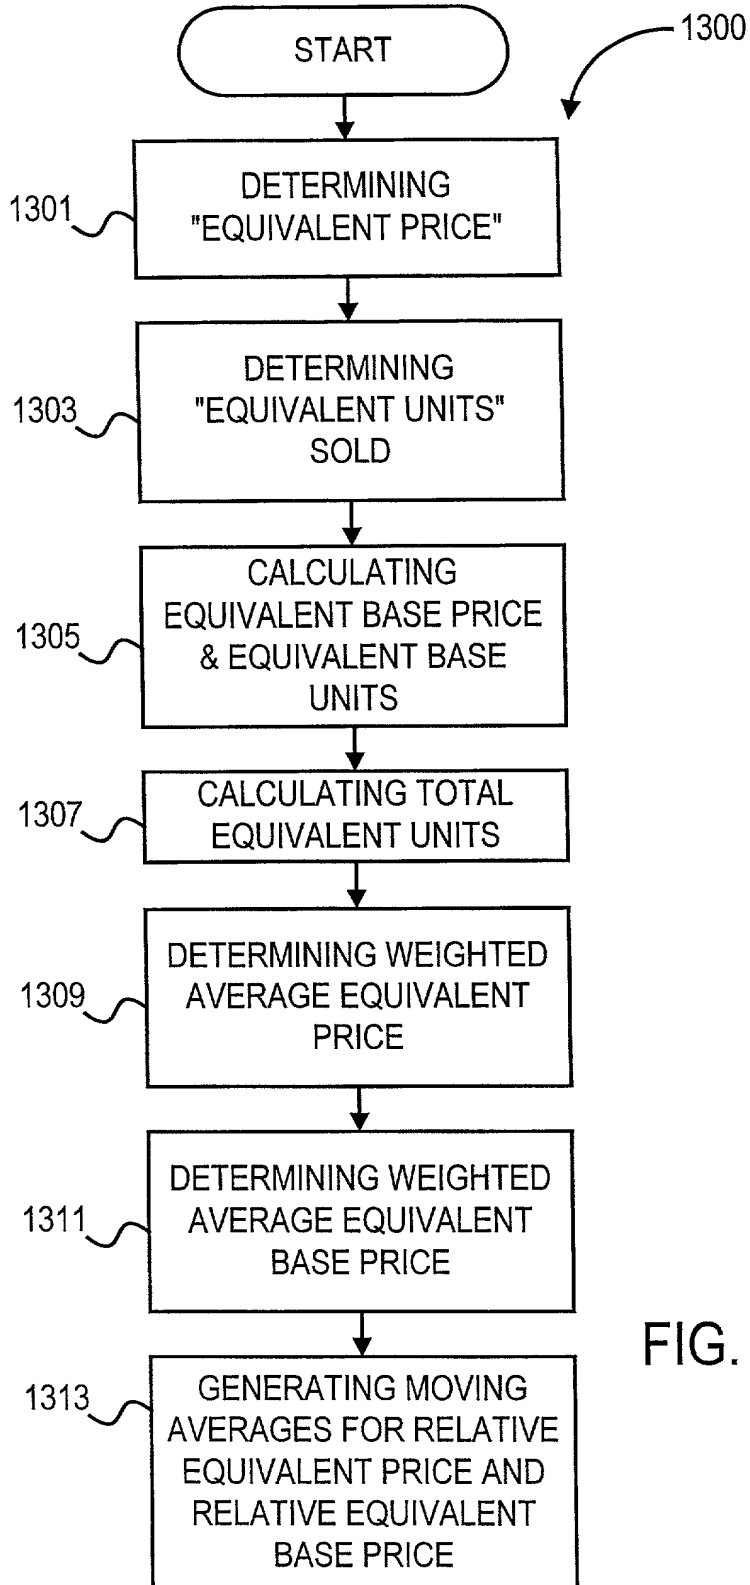 START
1300
1301
DETERMINING
"EQUIVALENT PRICE"
1303
DETERMINING
"EQUIVALENT UNITS"
SOLD
1305
CALCULATING
EQUIVALENT BASE PRICE
& EQUIVALENT BASE
UNITS
1307
CALCULATING TOTAL
EQUIVALENT UNITS
1309
DETERMINING WEIGHTED
AVERAGE EQUIVALENT
PRICE
1311
DETERMINING WEIGHTED
AVERAGE EQUIVALENT
BASE PRICE
FIG.
1313
GENERATING MOVING
AVERAGES FOR RELATIVE
EQUIVALENT PRICE AND
RELATIVE EQUIVALENT
BASE PRICE